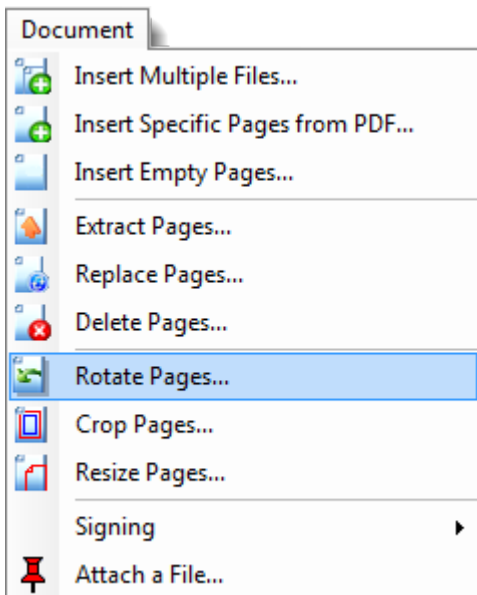 Document
Insert Multiple Files...
Insert Specific Pages from PDF...
Insert Empty Pages...
Extract Pages...
Replace Pages...
Delete Pages...
Rotate Pages...
Crop Pages...
Resize Pages...
Signing
Attach a File...